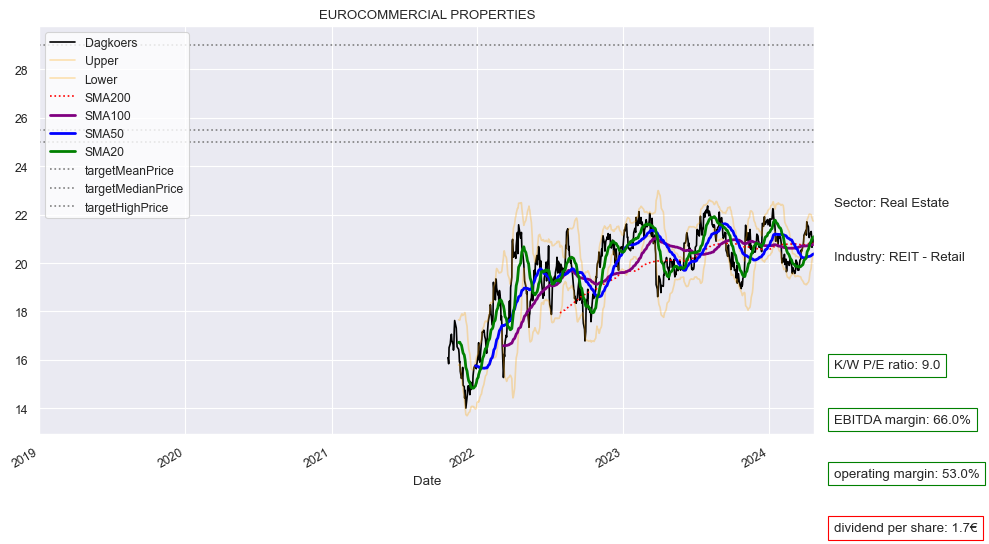 EUROCOMMERCIAL PROPERTIES
Dagkoers
Upper
Lower
SMA200
SMA100
SMA50
SMA20
targetMeanPrice
targetMedianPrice
targetHighPrice
28
26
24
22
20
18
16
14
2019
2020
2021
2022
2023
2024
Date
Sector: Real Estate
Industry: REIT - Retail
K/W P/E ratio: 9.0
EBITDA margin: 66.0%
operating margin: 53.0%
dividend per share: 1.7€